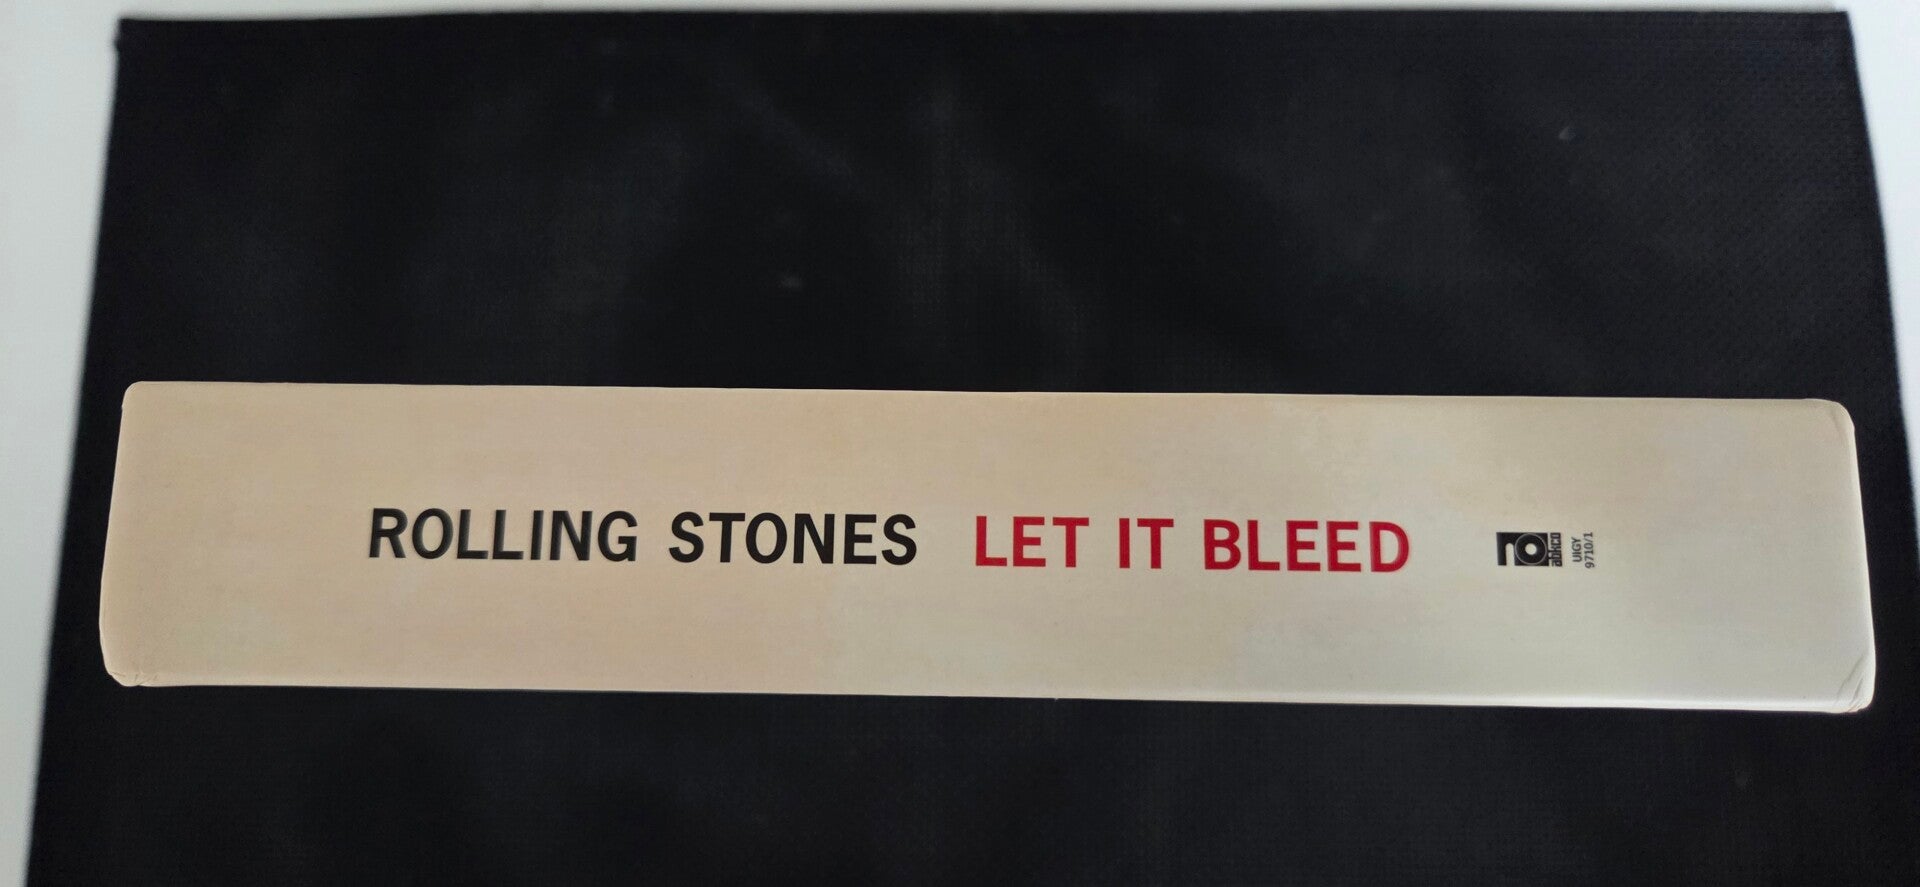 ROLLING STONES LET IT BLEED
abkco
UIGY
9710/1